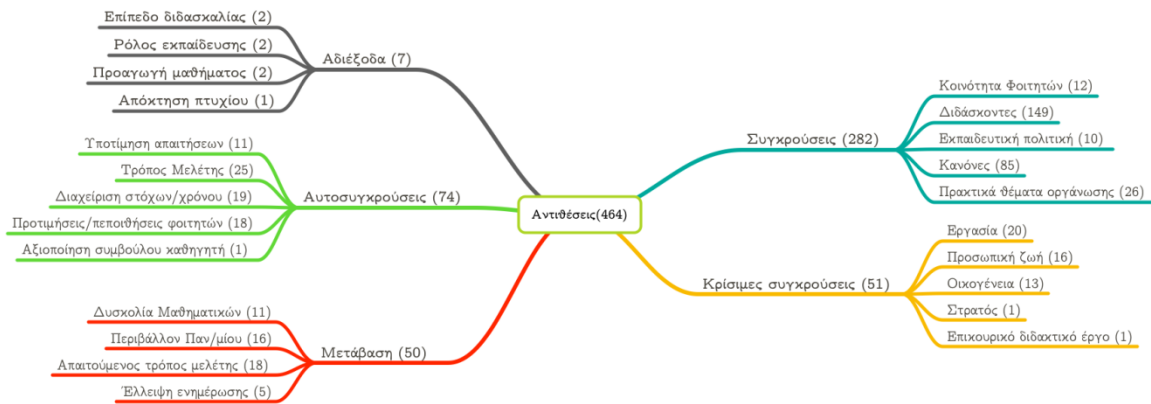 Επίπεδο διδασκαλίας (2)
Ρόλος εκπαίδευσης (2)
Προαγωγή μαθήματος (2)
Απόκτηση πτυχίου (1)
Αδιέξοδα (7)
Υποτίμηση απαιτήσεων (11)
Τρόπος Μελέτης (25)
Διαχείριση στόχων/χρόνου (19)
Προτιμήσεις/πεποιθήσεις φοιτητών (18)
Αξιοποίηση συμβούλου καθηγητή (1)
Αυτοσυγκρούσεις (74)
Δυσκολία Μαθηματικών (11)
Περιβάλλον Παν/μίου (16)
Απαιτούμενος τρόπος μελέτης (18)
Έλλειψη ενημέρωσης (5)
Μετάβαση (50)
Αντιθέσεις(464)
Συγκρούσεις (282)
Κοινότητα Φοιτητών (12)
Διδάσκοντες (149)
Εκπαιδευτική πολιτική (10)
Κανόνες (85)
Πρακτικά θέματα οργάνωσης (26)
Κρίσιμες συγκρούσεις (51)
Εργασία (20)
Προσωπική ζωή (16)
Οικογένεια (13)
Στρατός (1)
Επικουρικό διδακτικό έργο (1)